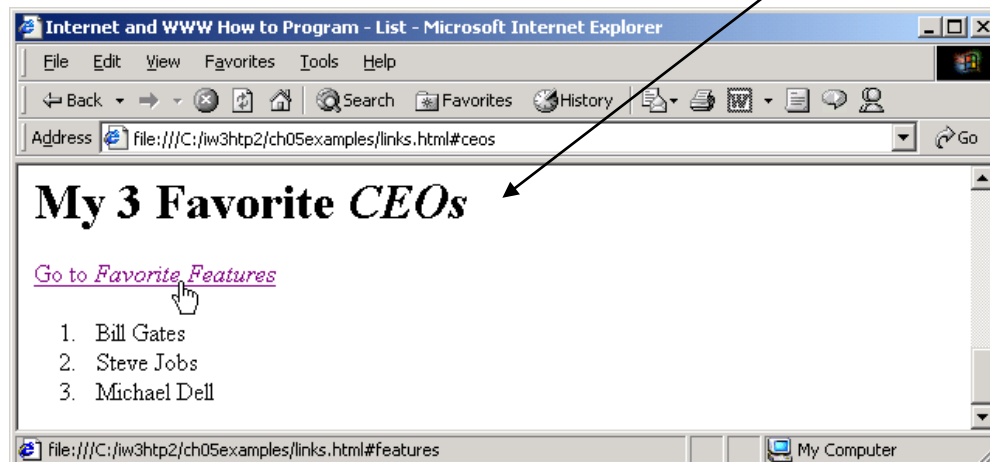 Internet and WWW How to Program - List - Microsoft Internet Explorer
File Edit View Favorites Tools Help
Back Search Favorites History
Address file:///C:/iw3htp2/ch05examples/links.html#ceos Go
My 3 Favorite CEOs
Go to Favorite Features
1. Bill Gates
2. Steve Jobs
3. Michael Dell
file:///C:/iw3htp2/ch05examples/links.html#features My Computer